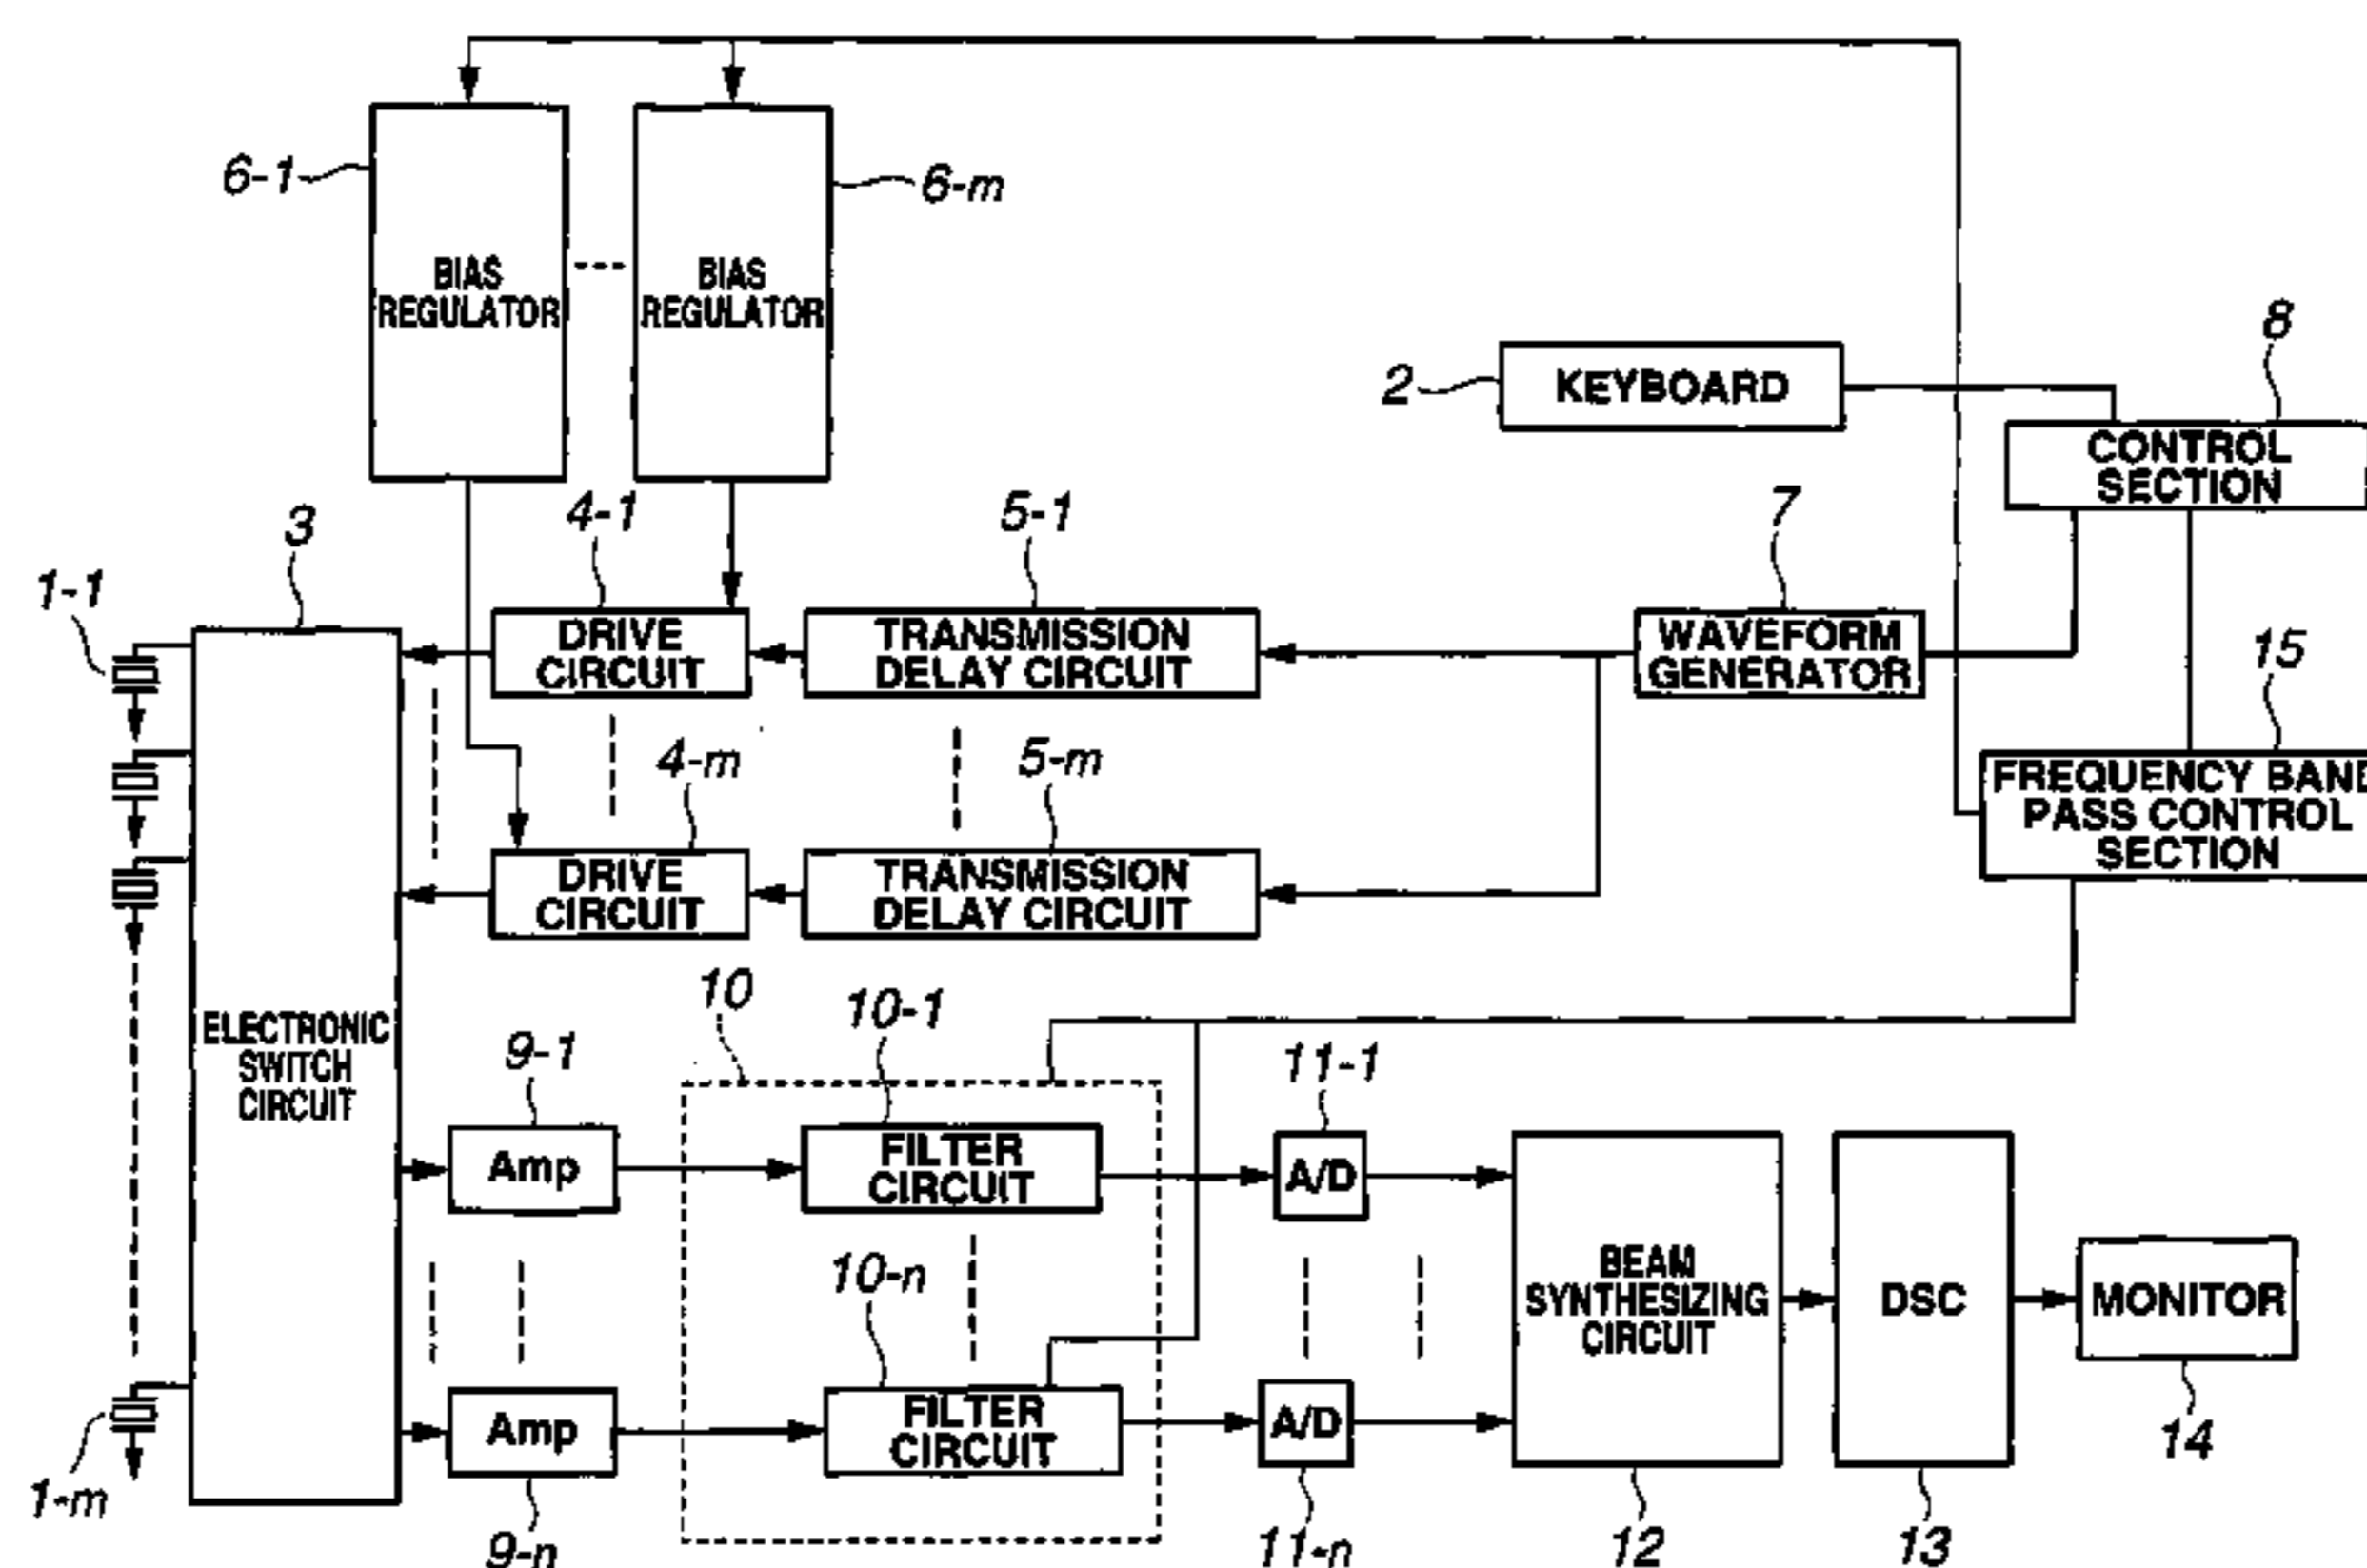 6-1
BIAS
REGULATOR
BIAS
REGULATOR
6-m
2
KEYBOARD
8
CONTROL
SECTION
3
4-1
5-1
7
1-1
DRIVE
CIRCUIT
TRANSMISSION
DELAY CIRCUIT
WAVEFORM
GENERATOR
15
4-m
5-m
FREQUENCY BAND
PASS CONTROL
SECTION
DRIVE
CIRCUIT
TRANSMISSION
DELAY CIRCUIT
ELECTRONIC
SWITCH
CIRCUIT
10
10-1
9-1
11-1
Amp
FILTER
CIRCUIT
A/D
10-n
BEAM
SYNTHESIZING
CIRCUIT
DSC
MONITOR
1-m
Amp
FILTER
CIRCUIT
A/D
14
9-n
11-n
12
13